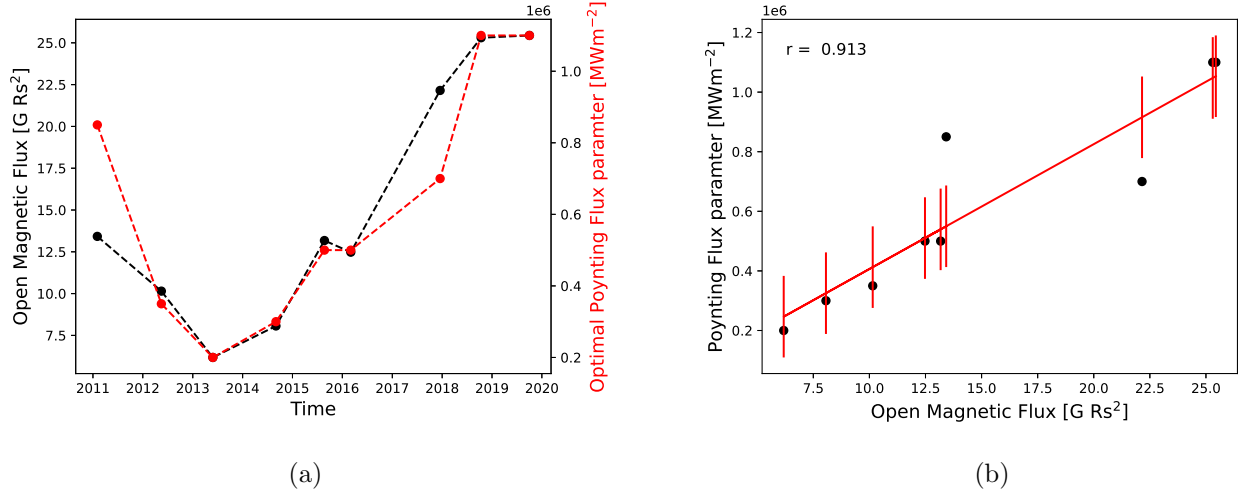 1e6
25.0
22.5
20.0
17.5
15.0
12.5
10.0
7.5
Open Magnetic Flux [G Rs²]
1.0
0.8
0.6
0.4
0.2
Optimal Poynting Flux paramter [MWm⁻²]
2011 2012 2013 2014 2015 2016 2017 2018 2019 2020
Time
(a)
1e6
r = 0.913
1.2
1.0
0.8
0.6
0.4
0.2
Poynting Flux paramter [MWm⁻²]
7.5 10.0 12.5 15.0 17.5 20.0 22.5 25.0
Open Magnetic Flux [G Rs²]
(b)